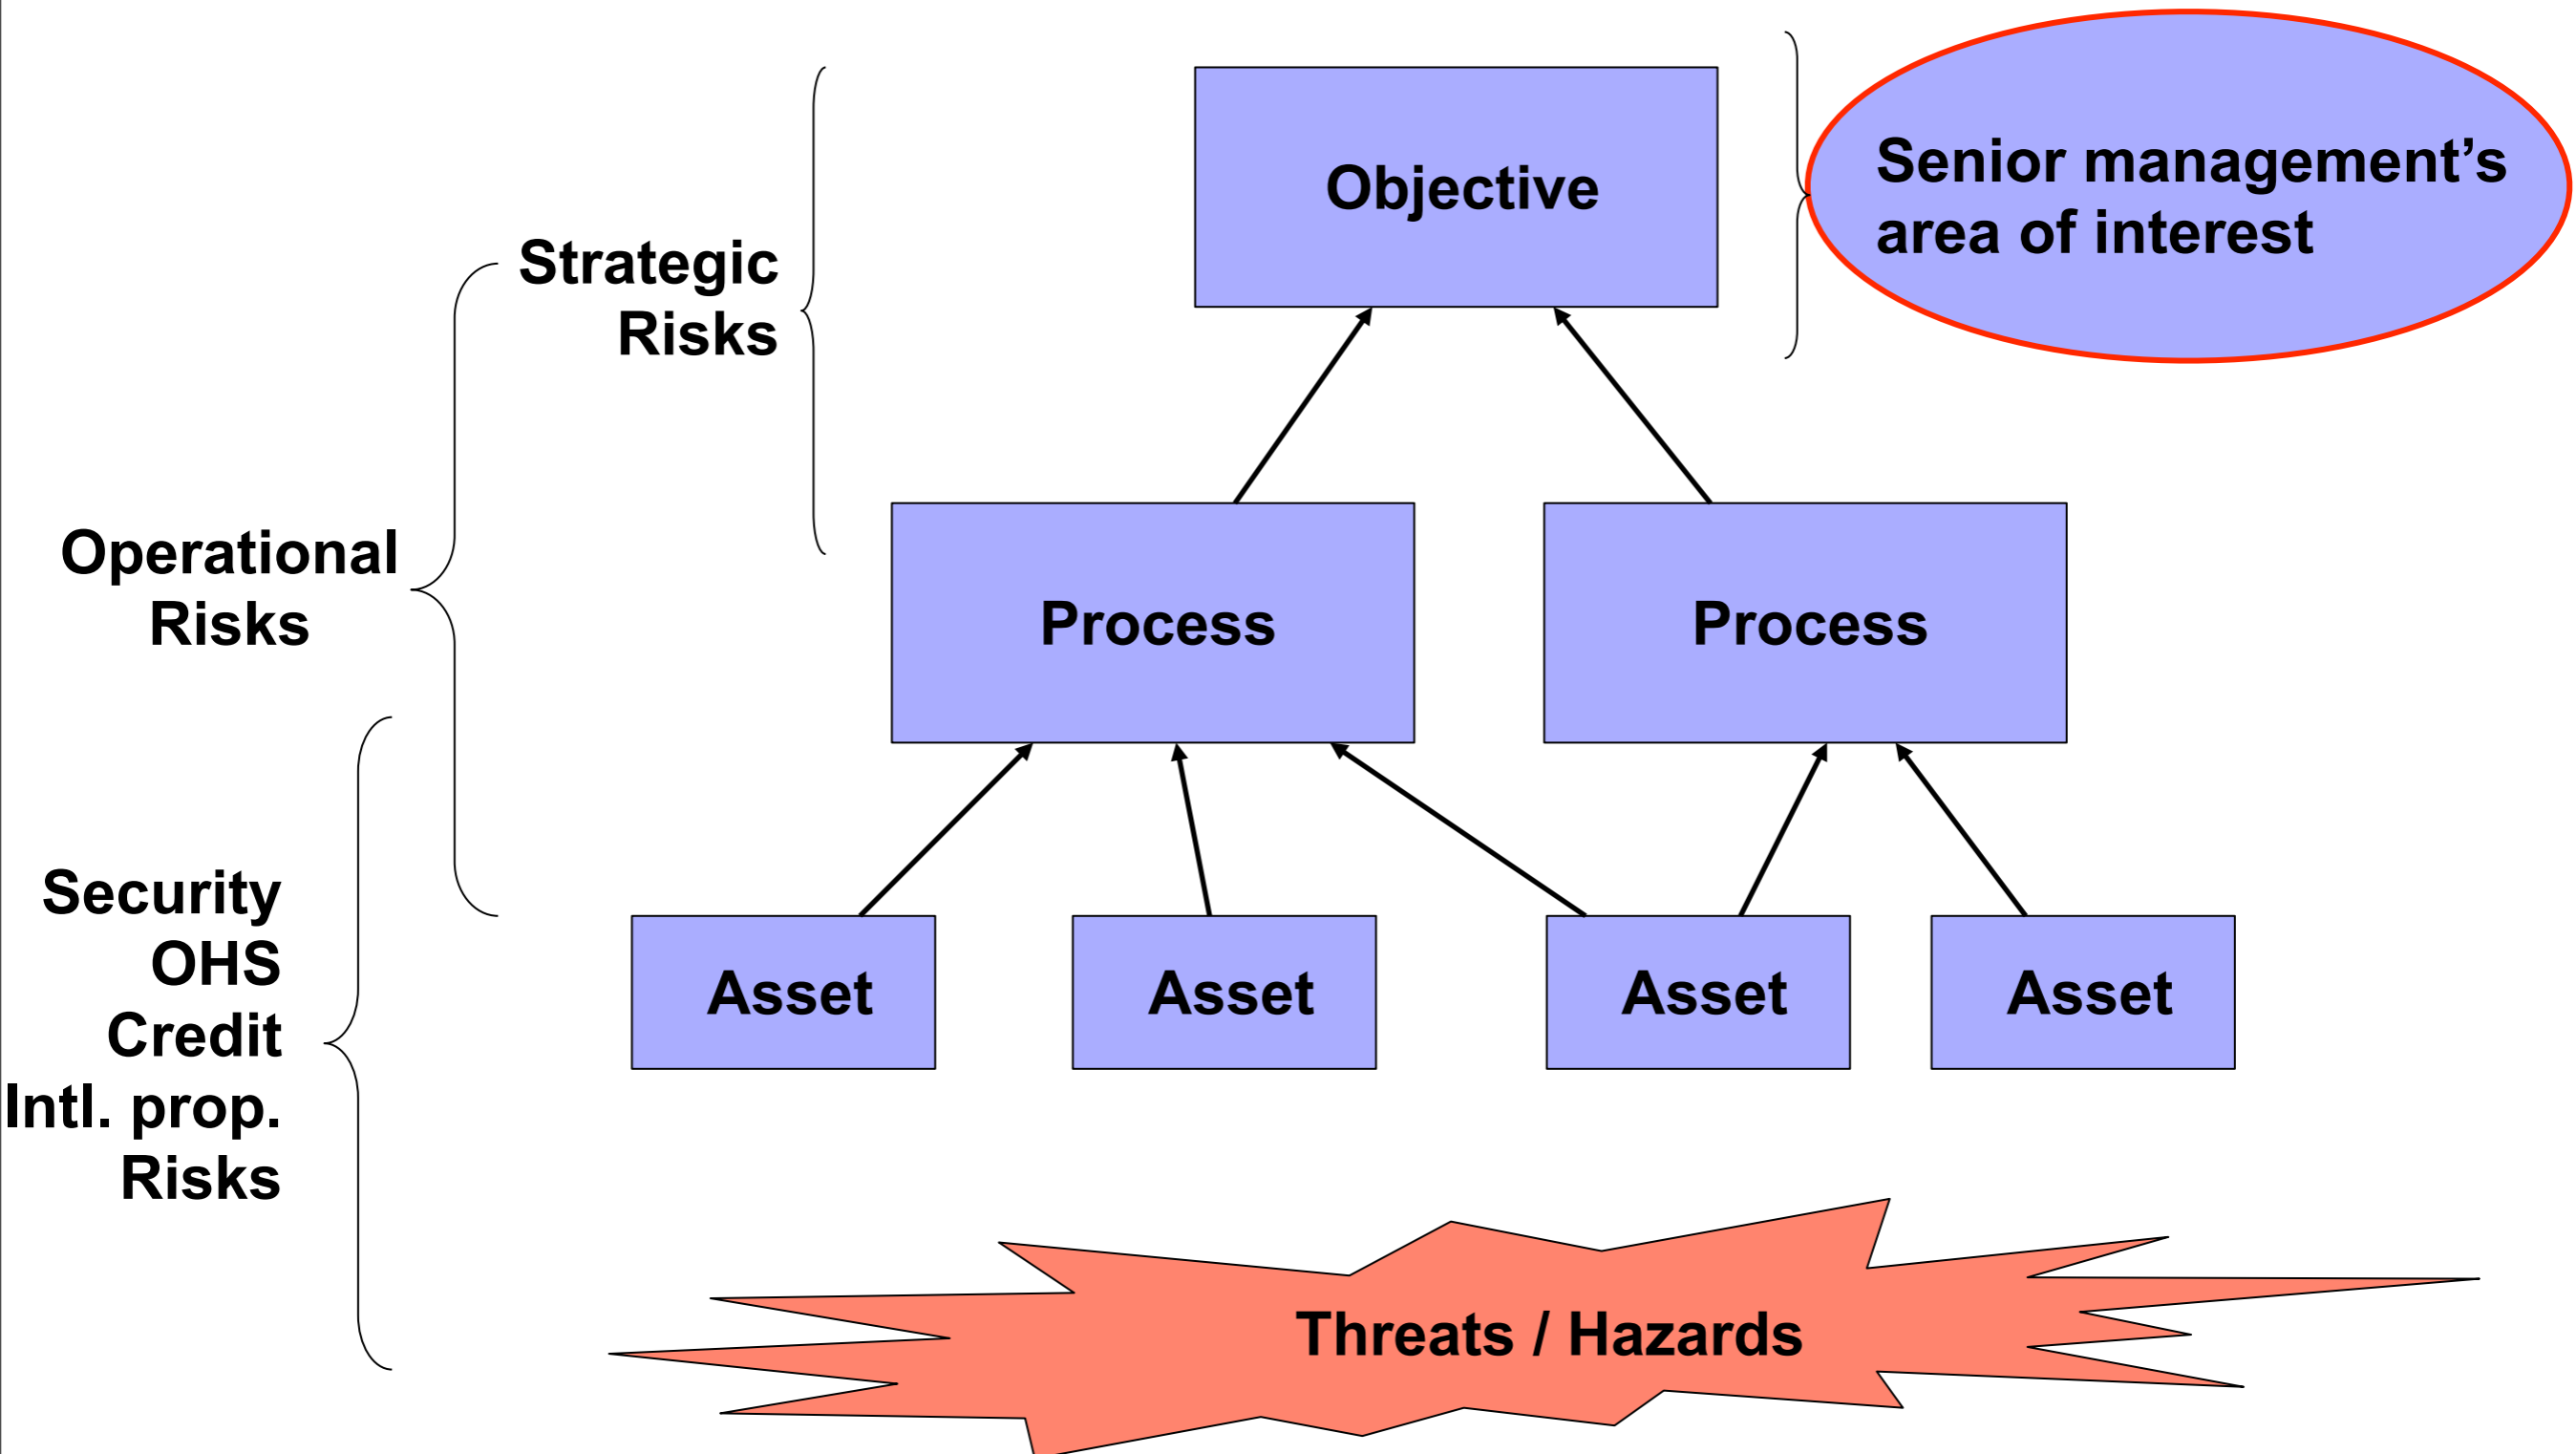 Objective
Senior management’s
area of interest
Strategic
Risks
Operational
Risks
Process
Process
Security
OHS
Credit
Intl. prop.
Risks
Asset
Asset
Asset
Asset
Threats / Hazards